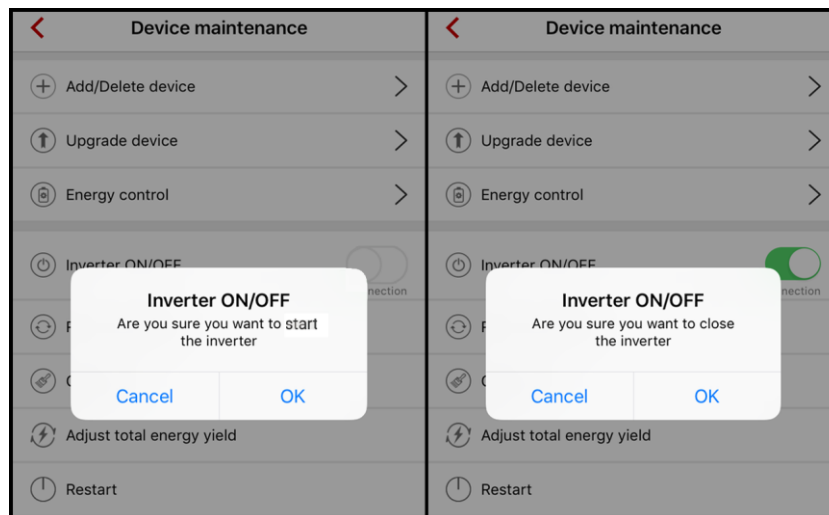 Device maintenance
Add/Delete device
Upgrade device
Energy control
Inverter ON/OFF
nection
Inverter ON/OFF
Are you sure you want to start
the inverter
Cancel OK
Adjust total energy yield
Restart
Device maintenance
Add/Delete device
Upgrade device
Energy control
Inverter ON/OFF
nection
Inverter ON/OFF
Are you sure you want to close
the inverter
Cancel OK
Adjust total energy yield
Restart